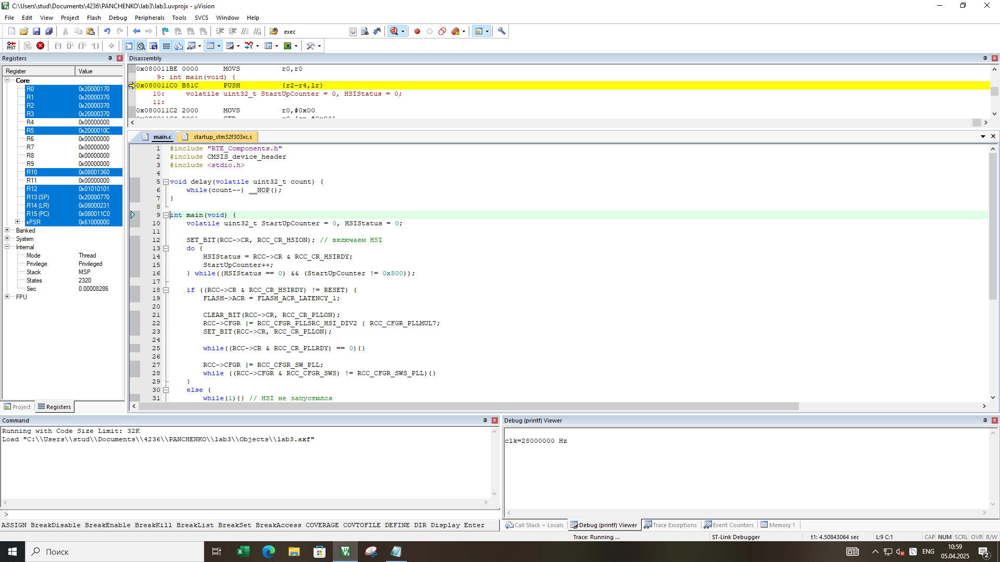 C:\Users\stud\Documents\4236\PANCHENKO\lab3\lab3.uvprojx - µVision
File Edit View Project Flash Debug Peripherals Tools SVCS Window Help
exec
RST
Registers
Register Value
Core
R0 0x20000170
R1 0x20000370
R2 0x20000370
R3 0x20000370
R4 0x00000000
R5 0x2000010C
R6 0x00000000
R7 0x00000000
R8 0x00000000
R9 0x00000000
R10 0x08001360
R11 0x00000000
R12 0x01010101
R13 (SP) 0x20000770
R14 (LR) 0x08000231
R15 (PC) 0x080011C0
xPSR 0x61000000
Banked
System
Internal
Mode Thread
Privilege Privileged
Stack MSP
States 2320
Sec 0.00008286
FPU
Project Registers
Disassembly
0x080011BE 0000 MOVS r0,r0
9: int main(void) {
0x080011C0 B51C PUSH {r2-r4,lr}
10: volatile uint32_t StartUpCounter = 0, HSIStatus = 0;
11:
0x080011C2 2000 MOVS r0,#0x00
main.c startup_stm32f303xc.s
1 #include "RTE_Components.h"
2 #include CMSIS_device_header
3 #include <stdio.h>
4
5 void delay(volatile uint32_t count) {
6 while(count--) __NOP();
7 }
8
9 int main(void) {
10 volatile uint32_t StartUpCounter = 0, HSIStatus = 0;
11
12 SET_BIT(RCC->CR, RCC_CR_HSION); // включаем HSI
13 do {
14 HSIStatus = RCC->CR & RCC_CR_HSIRDY;
15 StartUpCounter++;
16 } while((HSIStatus == 0) && (StartUpCounter != 0x500));
17
18 if ((RCC->CR & RCC_CR_HSIRDY) != RESET) {
19 FLASH->ACR = FLASH_ACR_LATENCY_1;
20
21 CLEAR_BIT(RCC->CR, RCC_CR_PLLON);
22 RCC->CFGR |= RCC_CFGR_PLLSRC_HSI_DIV2 | RCC_CFGR_PLLMUL7;
23 SET_BIT(RCC->CR, RCC_CR_PLLON);
24
25 while((RCC->CR & RCC_CR_PLLRDY) == 0){}
26
27 RCC->CFGR |= RCC_CFGR_SW_PLL;
28 while ((RCC->CFGR & RCC_CFGR_SWS) != RCC_CFGR_SWS_PLL){}
29 }
30 else {
31 while(1){} // HSI не запустился
Command
Running with Code Size Limit: 32K
Load "C:\\Users\\stud\\Documents\\4236\\PANCHENKO\\lab3\\Objects\\lab3.axf"
>
ASSIGN BreakDisable BreakEnable BreakKill BreakList BreakSet BreakAccess COVERAGE COVTOFILE DEFINE DIR Display Enter
Debug (printf) Viewer
clk=28000000 Hz
Call Stack + Locals Debug (printf) Viewer Trace Exceptions Event Counters Memory 1
Trace: Running ... ST-Link Debugger t1: 4.50843064 sec L:9 C:1 CAP NUM SCRL OVR R/W
Поиск
ENG
10:59
05.04.2025
2